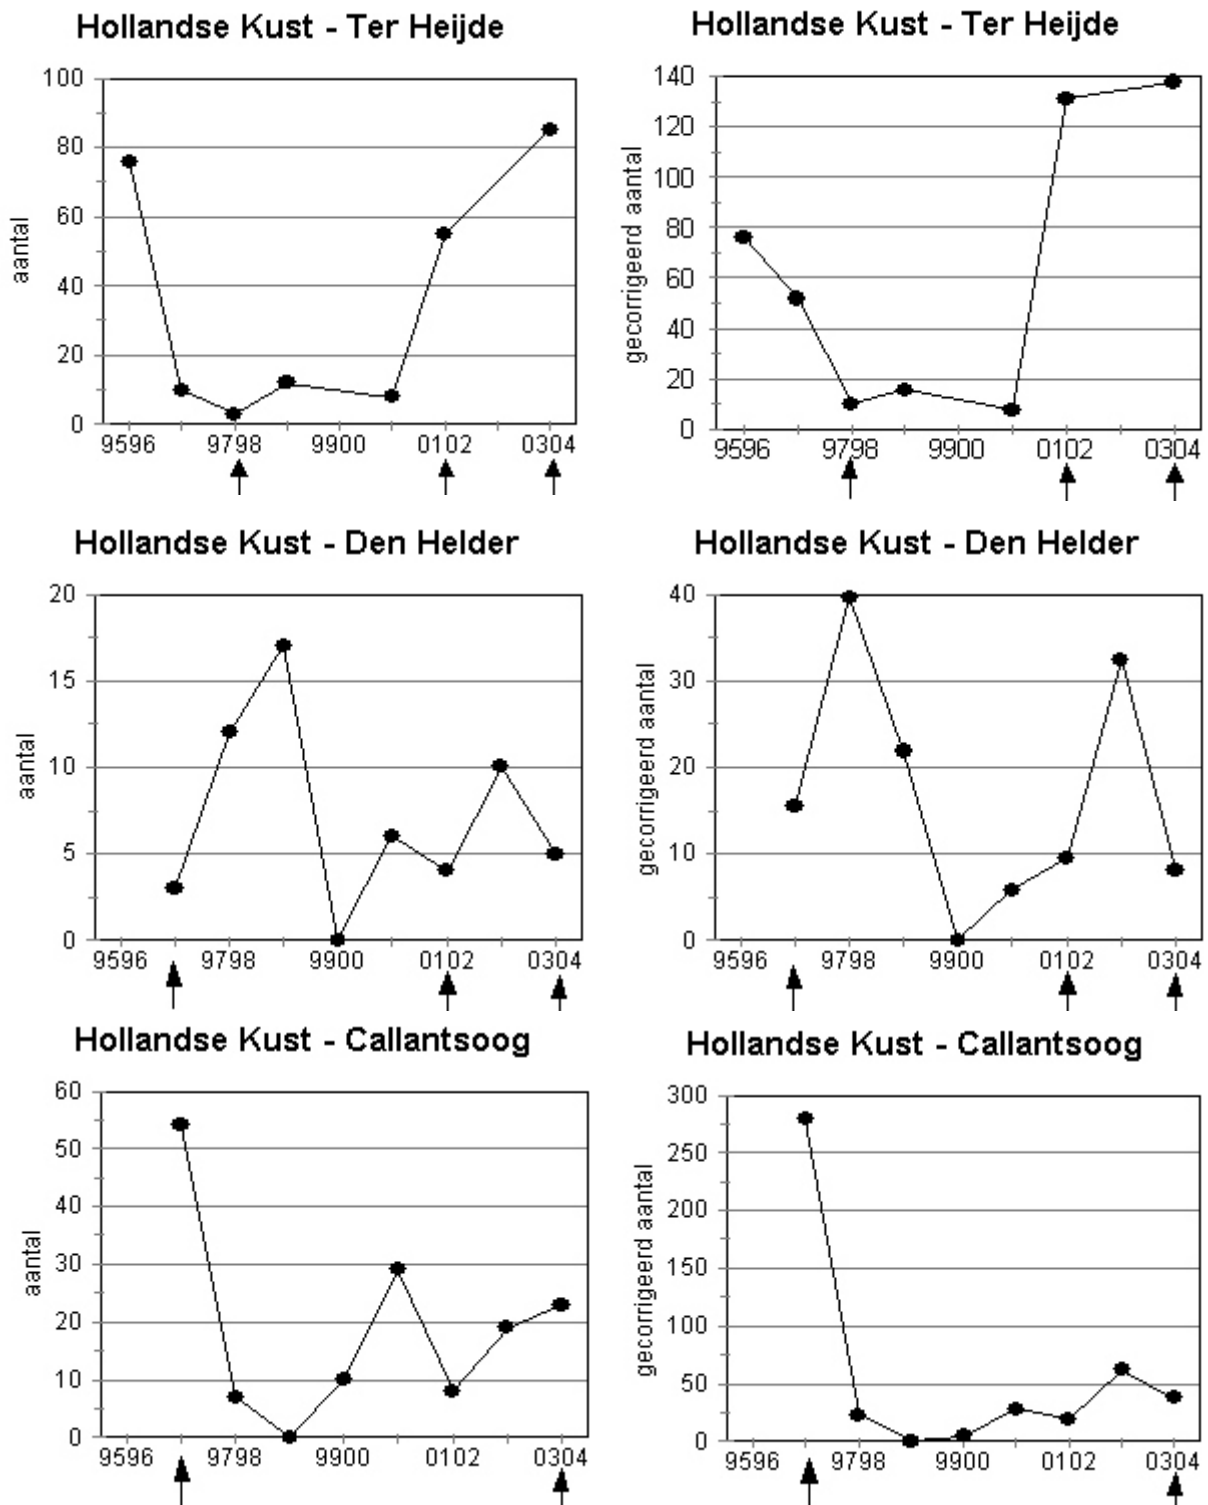 Hollandse Kust - Ter Heijde
aantal
100
80
60
40
20
0
9596 9798 9900 0102 0304
Hollandse Kust - Ter Heijde
gecorrigeerd aantal
140
120
100
80
60
40
20
0
9596 9798 9900 0102 0304
Hollandse Kust - Den Helder
aantal
20
15
10
5
0
9596 9798 9900 0102 0304
Hollandse Kust - Den Helder
gecorrigeerd aantal
40
30
20
10
0
9596 9798 9900 0102 0304
Hollandse Kust - Callantsoog
aantal
60
50
40
30
20
10
0
9596 9798 9900 0102 0304
Hollandse Kust - Callantsoog
gecorrigeerd aantal
300
250
200
150
100
50
0
9596 9798 9900 0102 0304